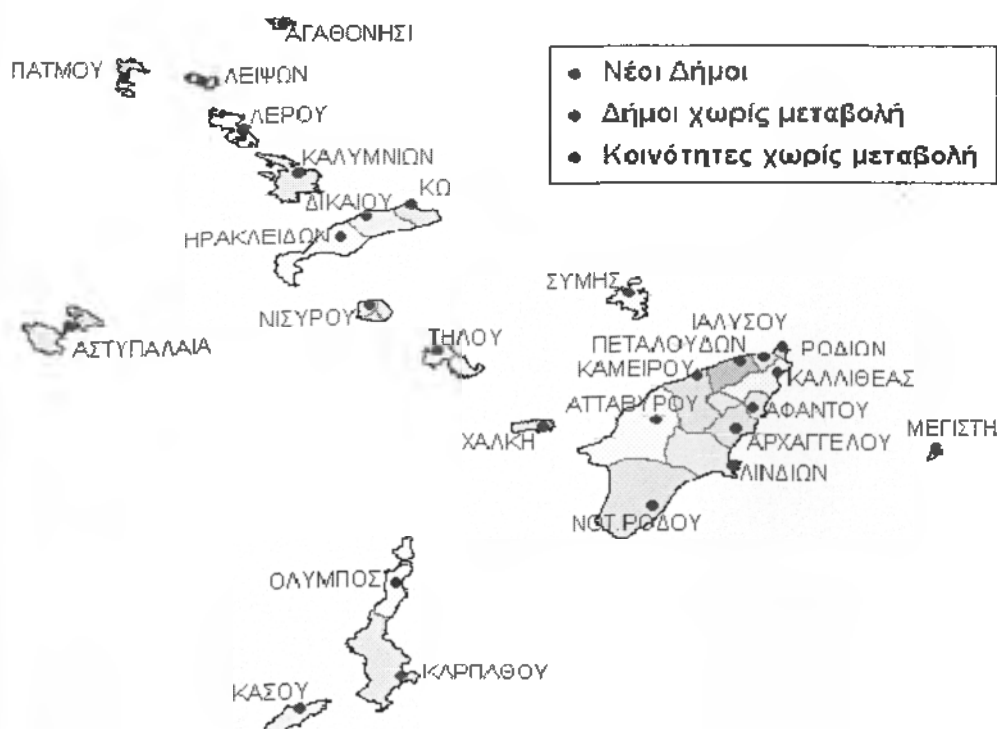 ΑΓΑΘΟΝΗΣΙ
ΠΑΤΜΟΥ
ΛΕΙΨΩΝ
ΛΕΡΟΥ
ΚΑΛΥΜΝΙΩΝ
ΚΩ
ΔΙΚΑΙΟΥ
ΗΡΑΚΛΕΙΔΩΝ
• Νέοι Δήμοι
• Δήμοι χωρίς μεταβολή
• Κοινότητες χωρίς μεταβολή
ΣΥΜΗΣ
ΝΙΣΥΡΟΥ
ΙΑΛΥΣΟΥ
ΑΣΤΥΠΑΛΑΙΑ
ΤΗΛΟΥ
ΠΕΤΑΛΟΥΔΩΝ
ΡΟΔΙΩΝ
ΚΑΜΕΙΡΟΥ
ΚΑΛΛΙΘΕΑΣ
ΑΤΤΑΒΥΡΟΥ
ΑΦΑΝΤΟΥ
ΧΑΛΚΗ
ΑΡΧΑΓΓΕΛΟΥ
ΜΕΓΙΣΤΗ
ΛΙΝΔΙΩΝ
ΝΟΤ.ΡΟΔΟΥ
ΟΛΥΜΠΟΣ
ΚΑΡΠΑΘΟΥ
ΚΑΣΟΥ